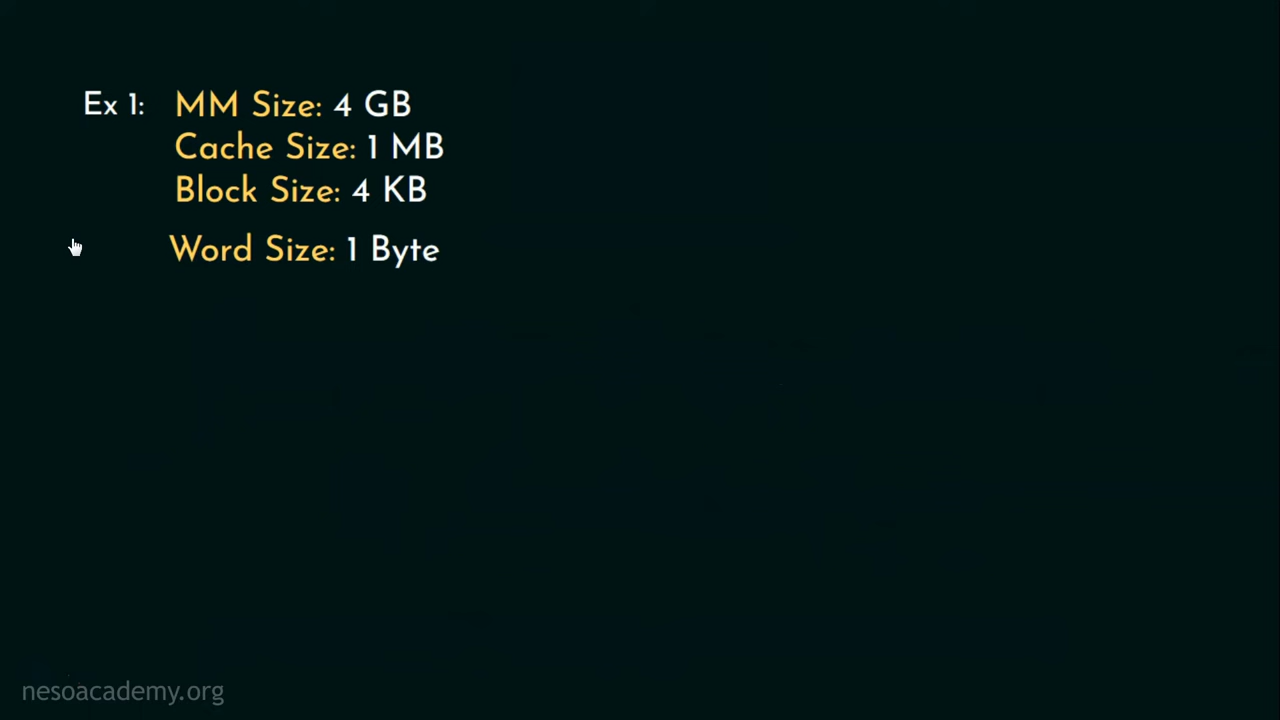 Ex 1: MM Size: 4 GB
Cache Size: 1 MB
Block Size: 4 KB
Word Size: 1 Byte
nesoacademy.org